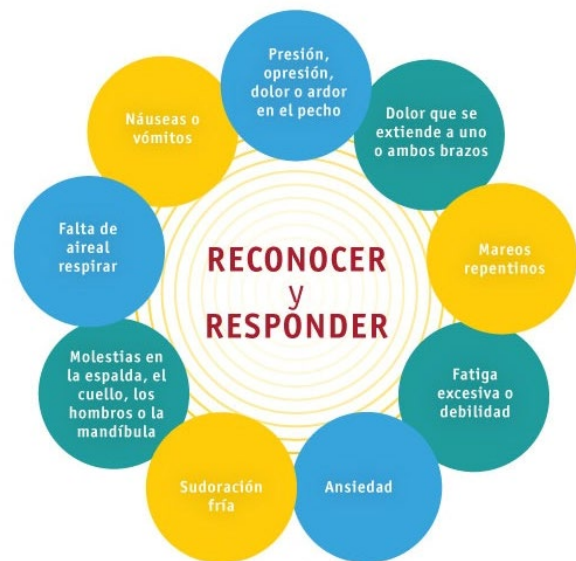 Presión,
opresión,
dolor o ardor
en el pecho
Dolor que se
extiende a uno
o ambos brazos
Mareos
repentinos
Fatiga
excesiva o
debilidad
Ansiedad
Sudoración
fría
Molestias en
la espalda, el
cuello, los
hombros o la
mandíbula
Falta de
aireal
respirar
Náuseas o
vómitos
RECONOCER
y
RESPONDER